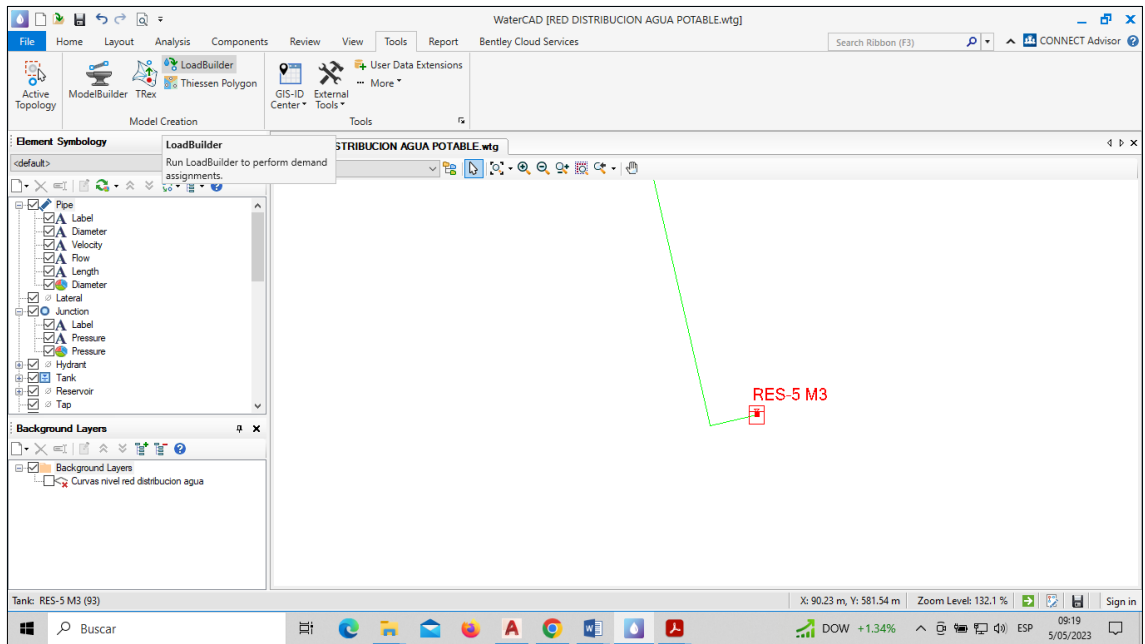 WaterCAD [RED DISTRIBUCION AGUA POTABLE.wtg]
File Home Layout Analysis Components Review View Tools Report Bentley Cloud Services Search Ribbon (F3) CONNECT Advisor
Active Topology
ModelBuilder
TRex
LoadBuilder
Thiessen Polygon
Model Creation
GIS-ID Center
External Tools
User Data Extensions
More
Tools
Element Symbology
<default>
LoadBuilder
Run LoadBuilder to perform demand
assignments.
STRIBUCION AGUA POTABLE.wtg
Pipe
Label
Diameter
Velocity
Flow
Length
Diameter
Lateral
Junction
Label
Pressure
Pressure
Hydrant
Tank
Reservoir
Tap
Background Layers
Background Layers
Curvas nivel red distribucion agua
RES-5 M3
Tank: RES-5 M3 (93) X: 90.23 m, Y: 581.54 m Zoom Level: 132.1 % Sign in
Buscar DOW +1.34% ESP 09:19
5/05/2023